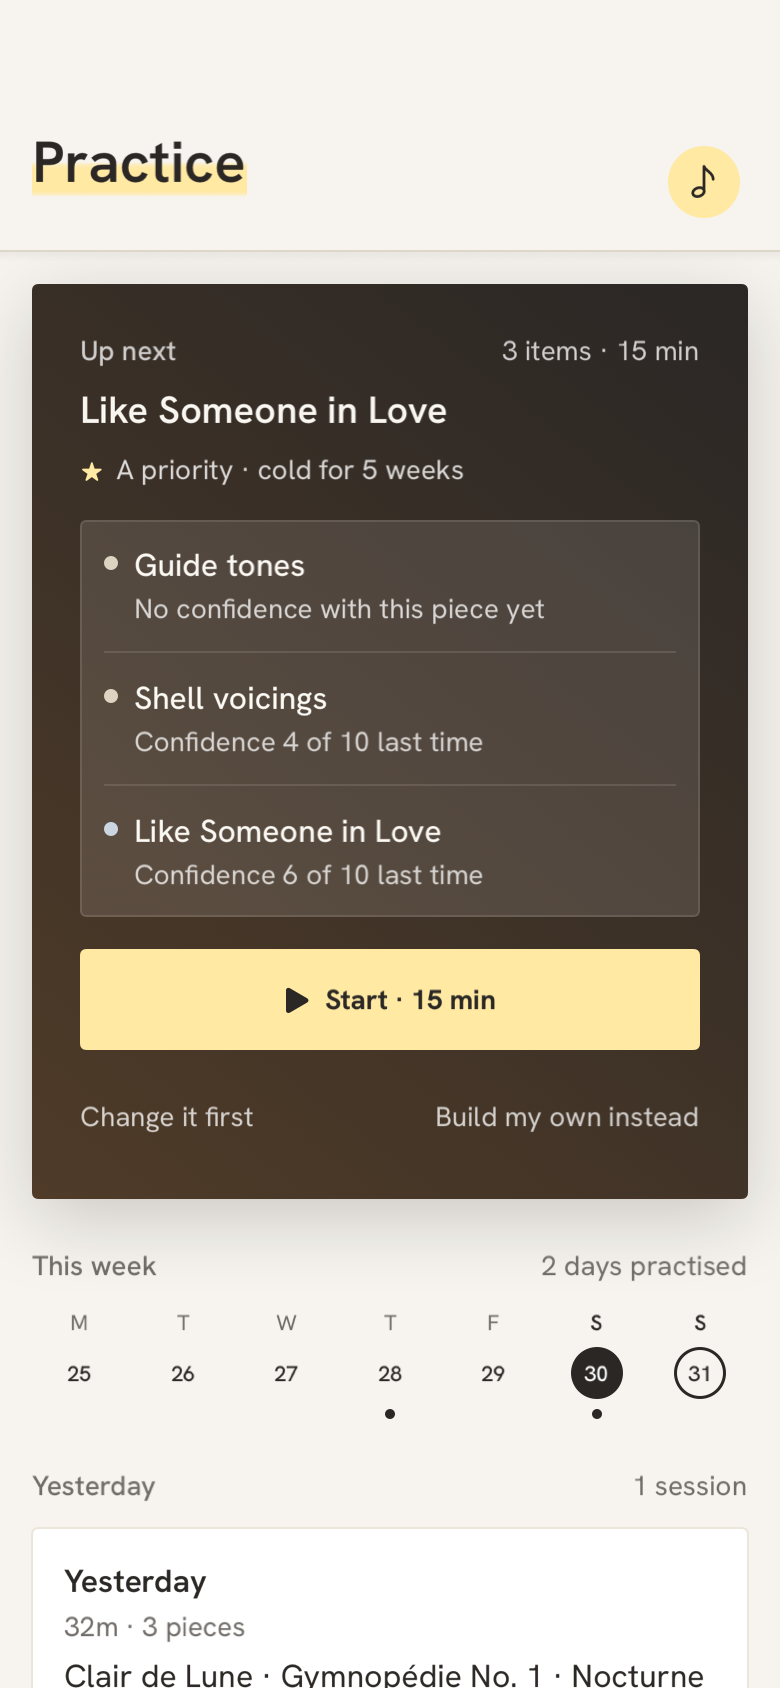 Practice
Up next
3 items · 15 min
Like Someone in Love
A priority · cold for 5 weeks
Guide tones
No confidence with this piece yet
Shell voicings
Confidence 4 of 10 last time
Like Someone in Love
Confidence 6 of 10 last time
Start · 15 min
Change it first
Build my own instead
This week
2 days practised
M T W T F S S
25 26 27 28 29 30 31
Yesterday
1 session
Yesterday
32m · 3 pieces
Clair de Lune · Gymnopédie No. 1 · Nocturne